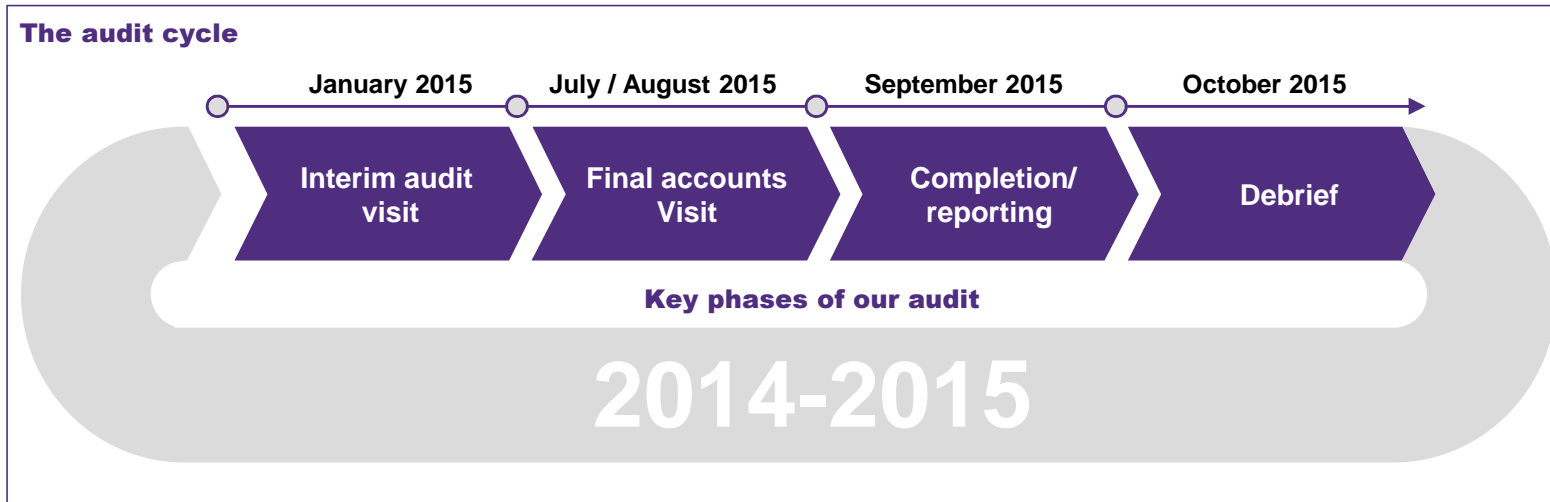 The audit cycle
January 2015
July / August 2015
September 2015
October 2015
Interim audit
visit
Final accounts
Visit
Completion/
reporting
Debrief
Key phases of our audit
2014-2015